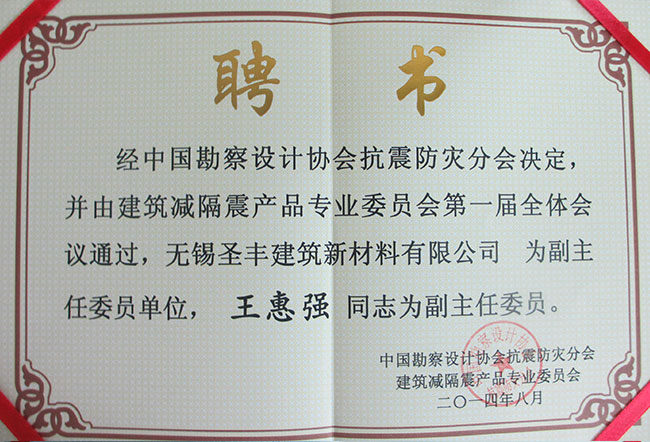 聘 书
经中国勘察设计协会抗震防灾分会决定，
并由建筑减隔震产品专业委员会第一届全体会
议通过，无锡圣丰建筑新材料有限公司 为副主
任委员单位， 王惠强 同志为副主任委员。
中国勘察设计协会抗震防灾分会
建筑减隔震产品专业委员会
二〇一四年八月